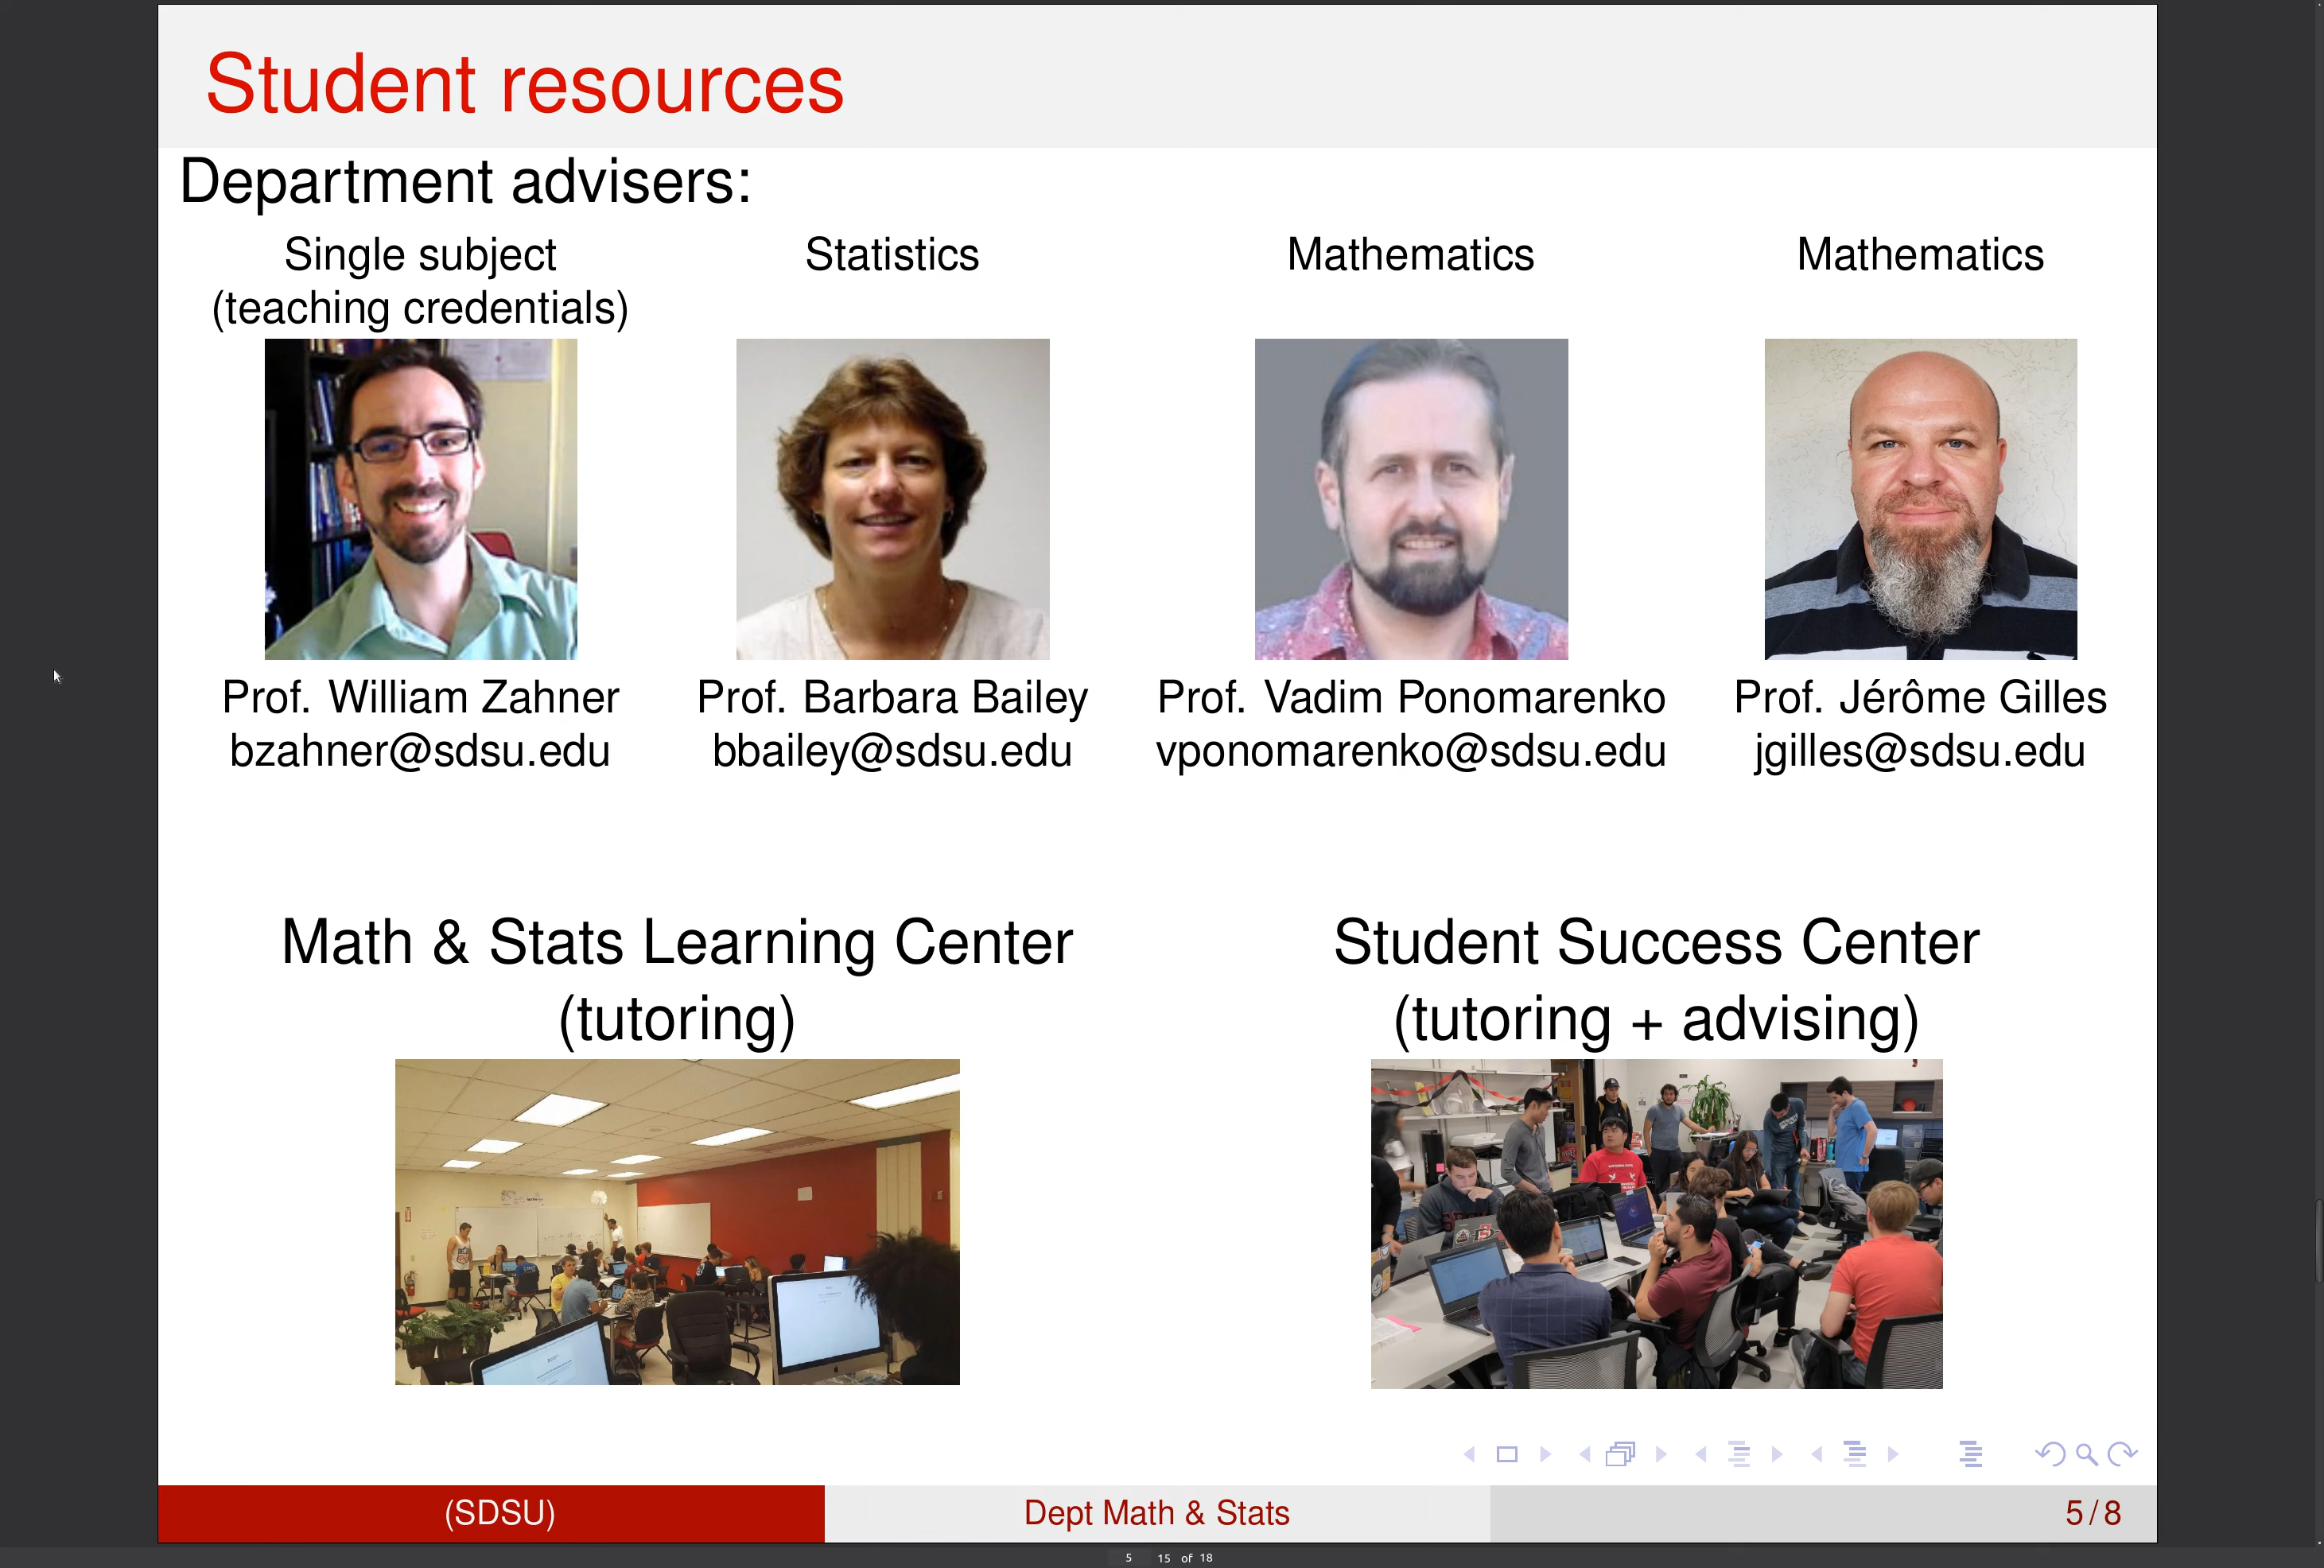 Student resources
Department advisers:
Single subject
(teaching credentials)
Statistics
Mathematics
Mathematics
Prof. William Zahner
bzahner@sdsu.edu
Prof. Barbara Bailey
bbailey@sdsu.edu
Prof. Vadim Ponomarenko
vponomarenko@sdsu.edu
Prof. Jérôme Gilles
jgilles@sdsu.edu
Math & Stats Learning Center
(tutoring)
Student Success Center
(tutoring + advising)
(SDSU)
Dept Math & Stats
5 / 8
5 15 of 18